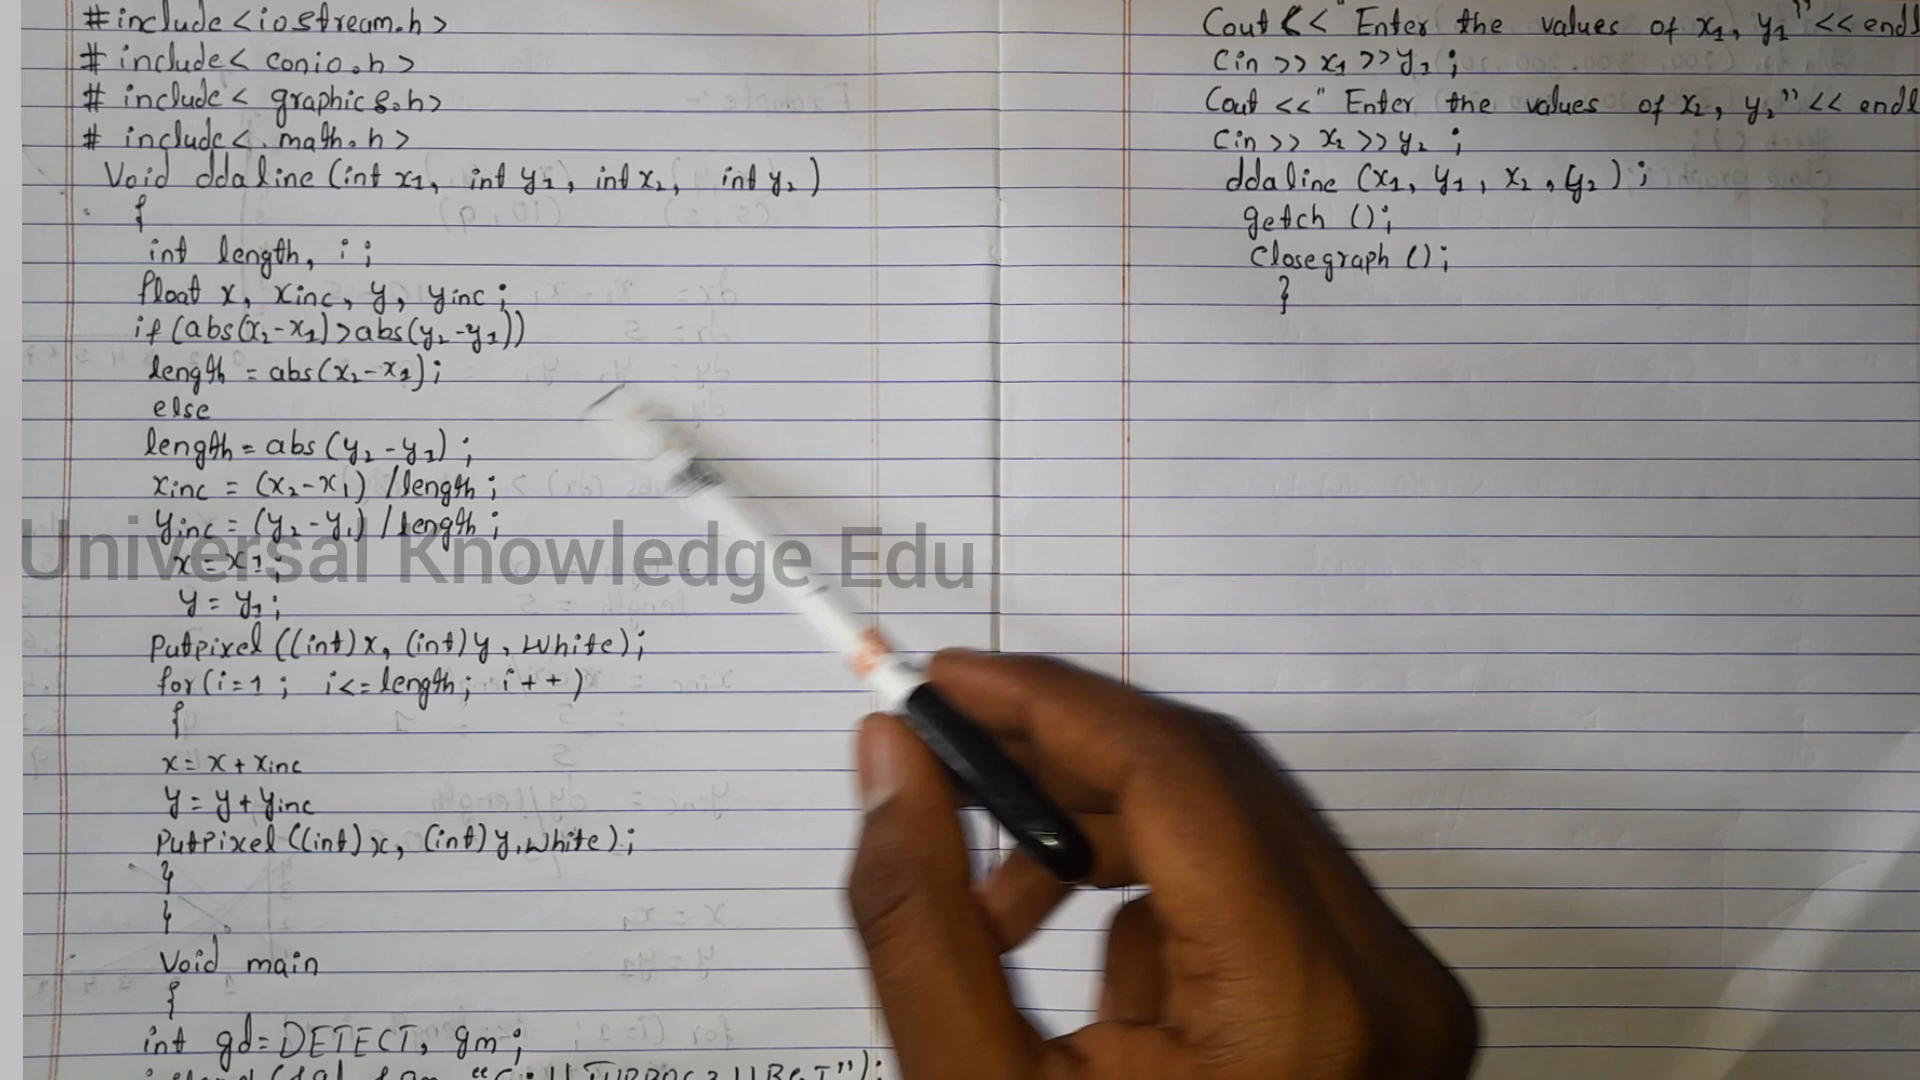 #include<iostream.h>
#include<conio.h>
#include<graphics.h>
#include<math.h>
Void ddaline (int x1, int y1, int x2, int y2)
{
int length, i;
float x, xinc, y, yinc;
if (abs(x2-x1)>abs(y2-y1))
length = abs(x2-x1);
else
length = abs(y2-y1);
xinc = (x2-x1) /length;
yinc = (y2-y1) /length;
x = x1;
y = y1;
Putpixel ((int)x, (int)y, White);
for(i=1; i<=length; i++)
{
x = x + xinc
y = y + yinc
PutPixel ((int)x, (int)y, White);
}
}
Void main
{
int gd=DETECT, gm;
Cout << "Enter the values of x1, y1" << endl
Cin >> x1 >> y1;
Cout << "Enter the values of x2, y2" << endl
Cin >> x2 >> y2;
ddaline (x1, y1, x2, y2);
getch ();
Closegraph ();
}
Universal Knowledge Edu